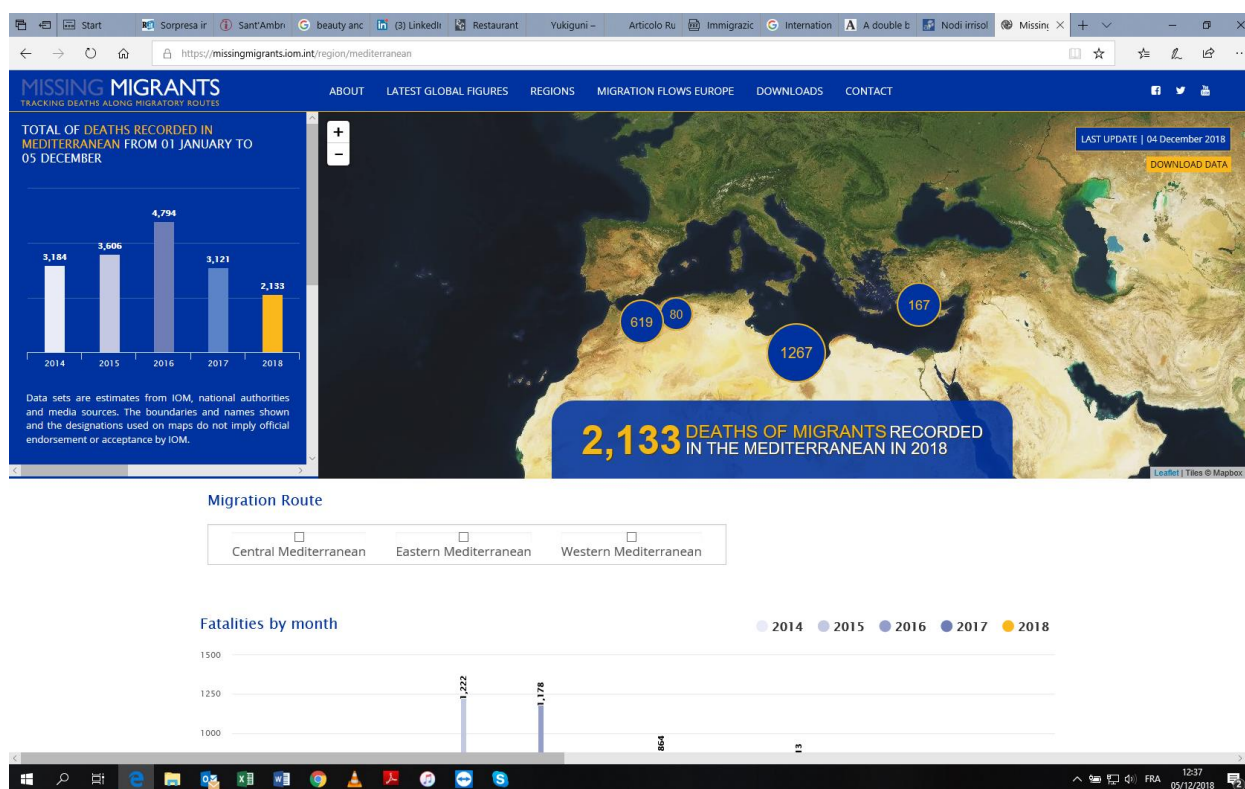 Start
Sorpresa ir
Sant'Ambr
beauty anc
(3) LinkedIn
Restaurant
Yukiguni –
Articolo Ru
Immigrazic
Internation
A double b
Nodi irrisol
Missing
https://missingmigrants.iom.int/region/mediterranean
MISSING MIGRANTS
TRACKING DEATHS ALONG MIGRATORY ROUTES
ABOUT LATEST GLOBAL FIGURES REGIONS MIGRATION FLOWS EUROPE DOWNLOADS CONTACT
TOTAL OF DEATHS RECORDED IN
MEDITERRANEAN FROM 01 JANUARY TO
05 DECEMBER
4,794
3,606
3,184
3,121
2,133
2014 2015 2016 2017 2018
Data sets are estimates from IOM, national authorities
and media sources. The boundaries and names shown
and the designations used on maps do not imply official
endorsement or acceptance by IOM.
+
−
LAST UPDATE | 04 December 2018
DOWNLOAD DATA
619
80
1267
167
2,133 DEATHS OF MIGRANTS RECORDED
IN THE MEDITERRANEAN IN 2018
Leaflet | Tiles © Mapbox
Migration Route
Central Mediterranean Eastern Mediterranean Western Mediterranean
Fatalities by month
2014 2015 2016 2017 2018
1500
1250
1000
1,222
1,178
864
13
FRA
12:37
05/12/2018